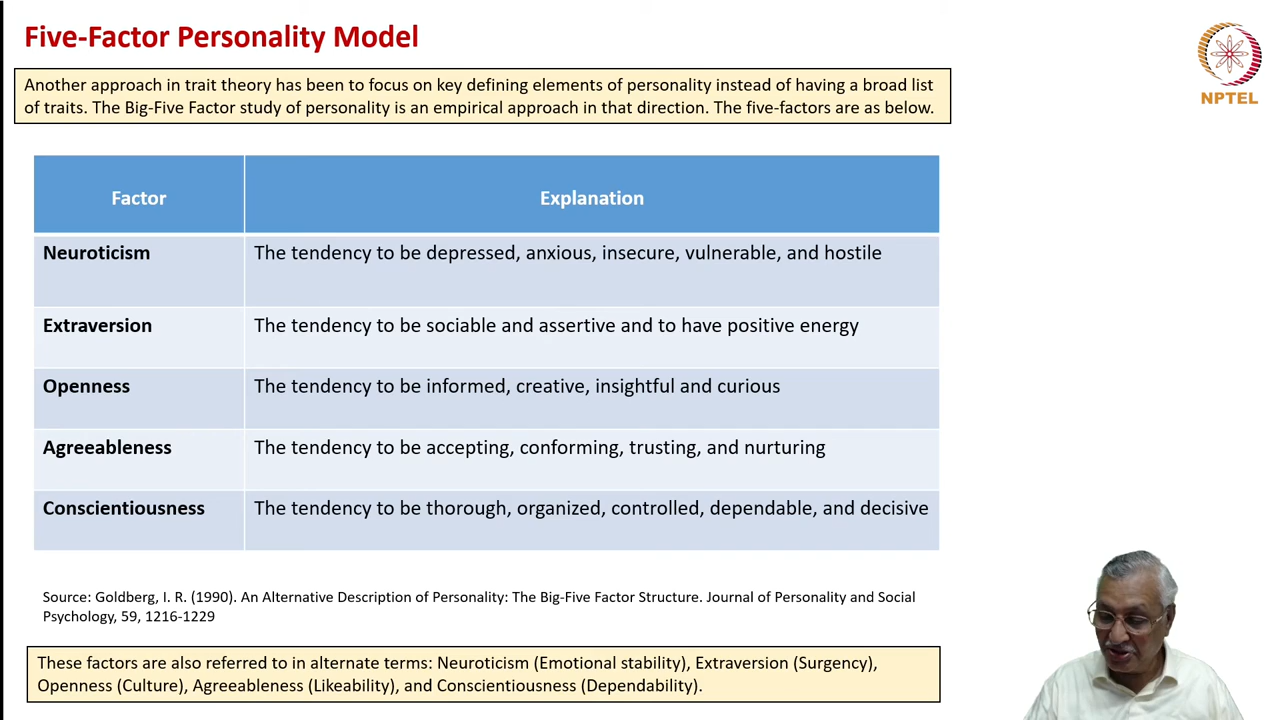 Five-Factor Personality Model
Another approach in trait theory has been to focus on key defining elements of personality instead of having a broad list
of traits. The Big-Five Factor study of personality is an empirical approach in that direction. The five-factors are as below.
NPTEL
Factor Explanation
Neuroticism The tendency to be depressed, anxious, insecure, vulnerable, and hostile
Extraversion The tendency to be sociable and assertive and to have positive energy
Openness The tendency to be informed, creative, insightful and curious
Agreeableness The tendency to be accepting, conforming, trusting, and nurturing
Conscientiousness The tendency to be thorough, organized, controlled, dependable, and decisive
Source: Goldberg, I. R. (1990). An Alternative Description of Personality: The Big-Five Factor Structure. Journal of Personality and Social
Psychology, 59, 1216-1229
These factors are also referred to in alternate terms: Neuroticism (Emotional stability), Extraversion (Surgency),
Openness (Culture), Agreeableness (Likeability), and Conscientiousness (Dependability).